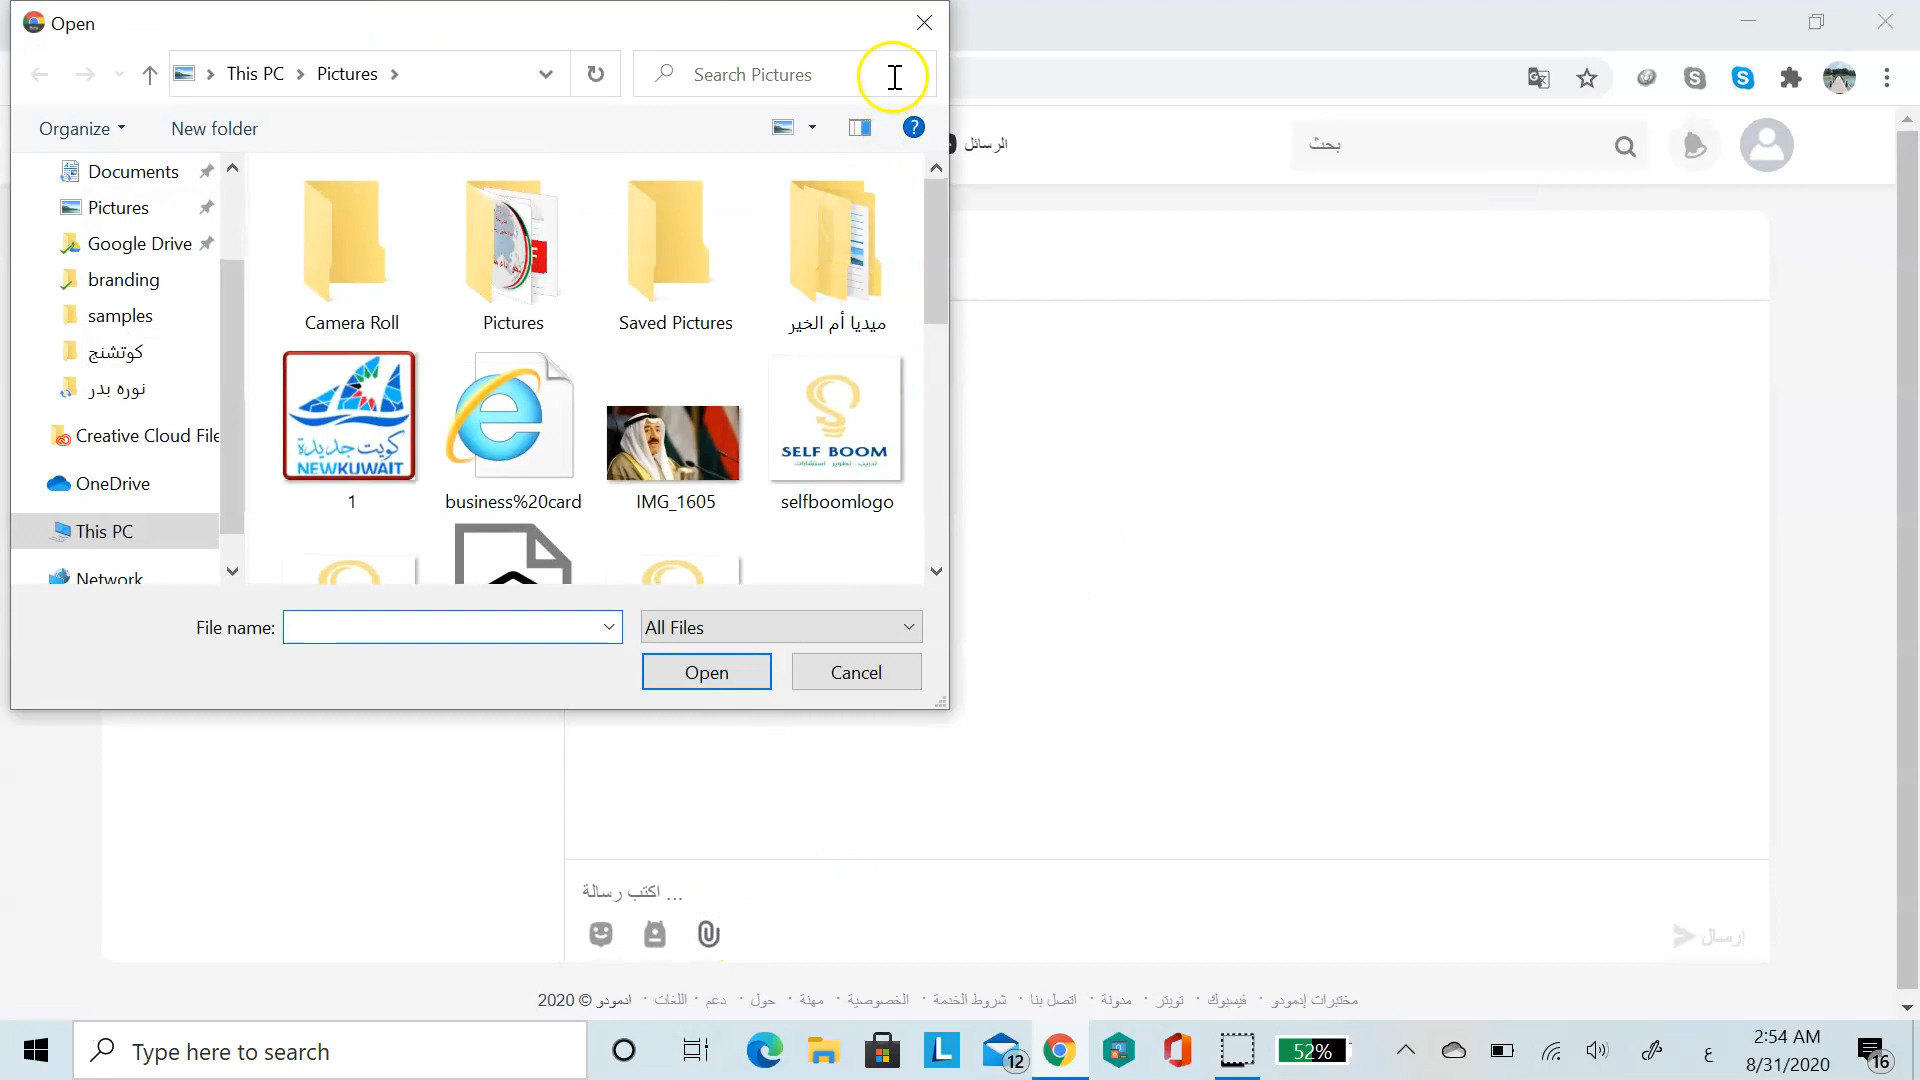 Open
This PC
Pictures
Search Pictures
Organize
New folder
Documents
Pictures
Google Drive
branding
samples
كوتشنج
نوره بدر
Creative Cloud File
OneDrive
This PC
Network
Camera Roll
Pictures
Saved Pictures
ميديا أم الخير
كويت جديدة
NEWKUWAIT
SELF BOOM
تدريب - تطوير - استشارات
1
business%20card
IMG_1605
selfboomlogo
File name:
All Files
Open
Cancel
الرسائل
بحث
اكتب رسالة ...
إرسال
مختبرات إدمودو · فيسبوك · تويتر · مدونة · اتصل بنا · شروط الخدمة · الخصوصية · مهنة · حول · دعم · اللغات · ادمودو © 2020
Type here to search
12
52%
ع
2:54 AM
8/31/2020
16